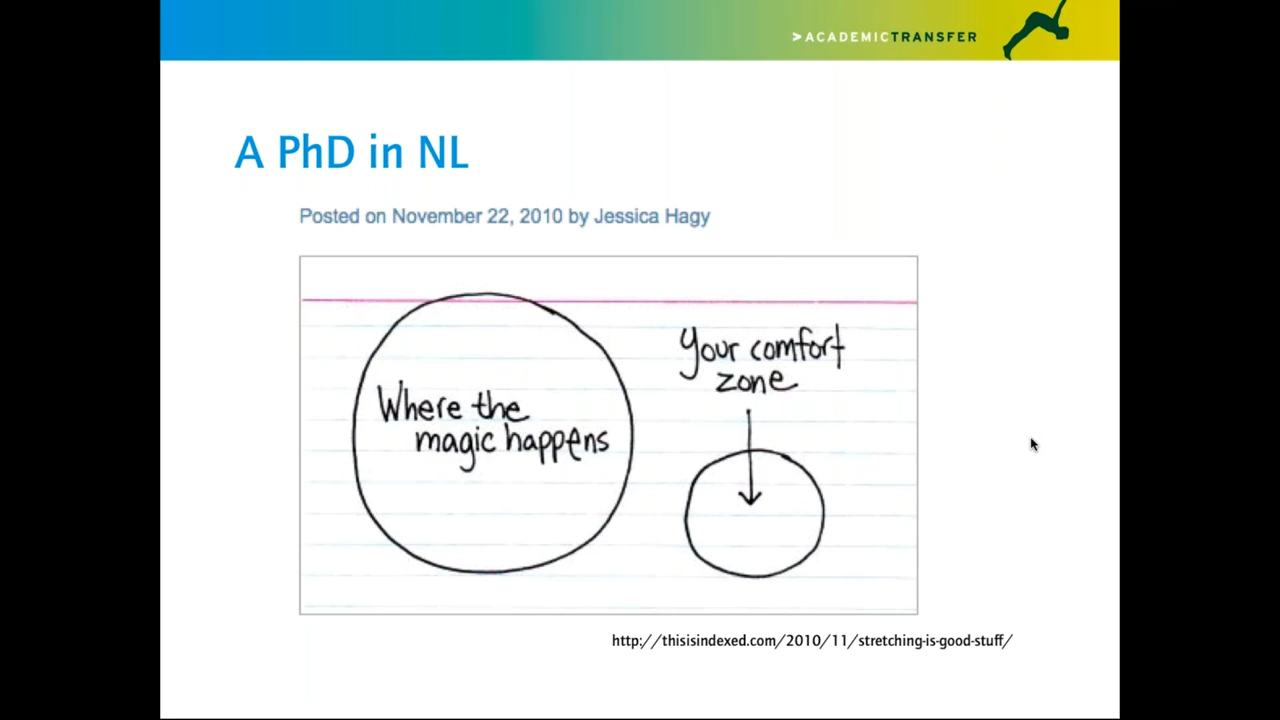 >ACADEMICTRANSFER
A PhD in NL
Posted on November 22, 2010 by Jessica Hagy
Where the
magic happens
Your comfort
zone
http://thisisindexed.com/2010/11/stretching-is-good-stuff/